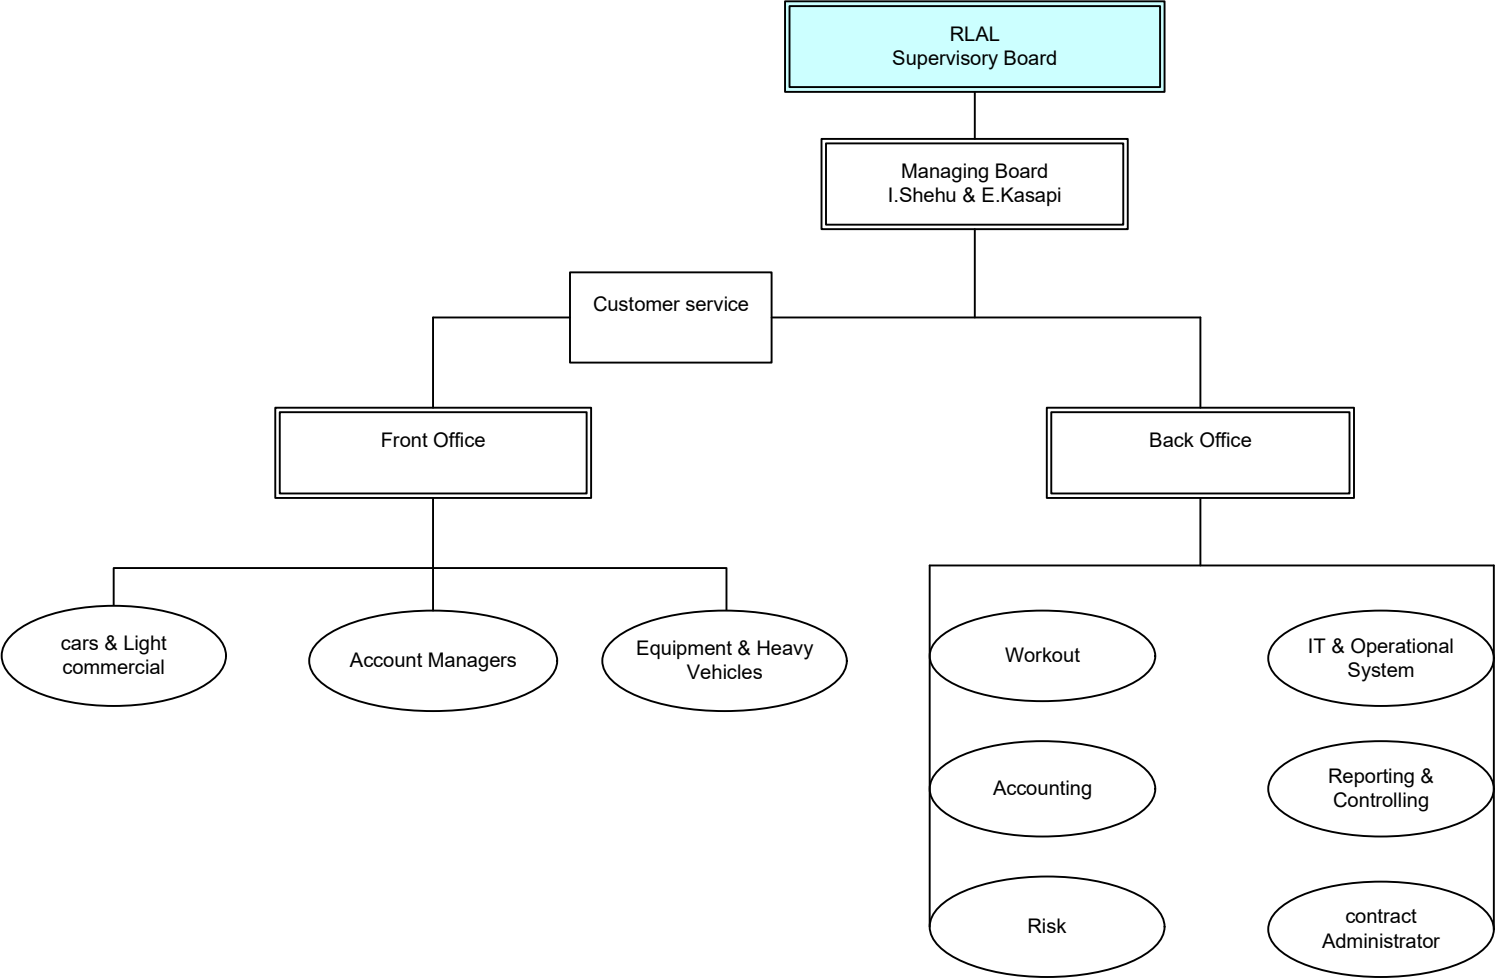 RLAL
Supervisory Board
Managing Board
I.Shehu & E.Kasapi
Customer service
Front Office
Back Office
cars & Light
commercial
Account Managers
Equipment & Heavy
Vehicles
Workout
IT & Operational
System
Accounting
Reporting &
Controlling
Risk
contract
Administrator